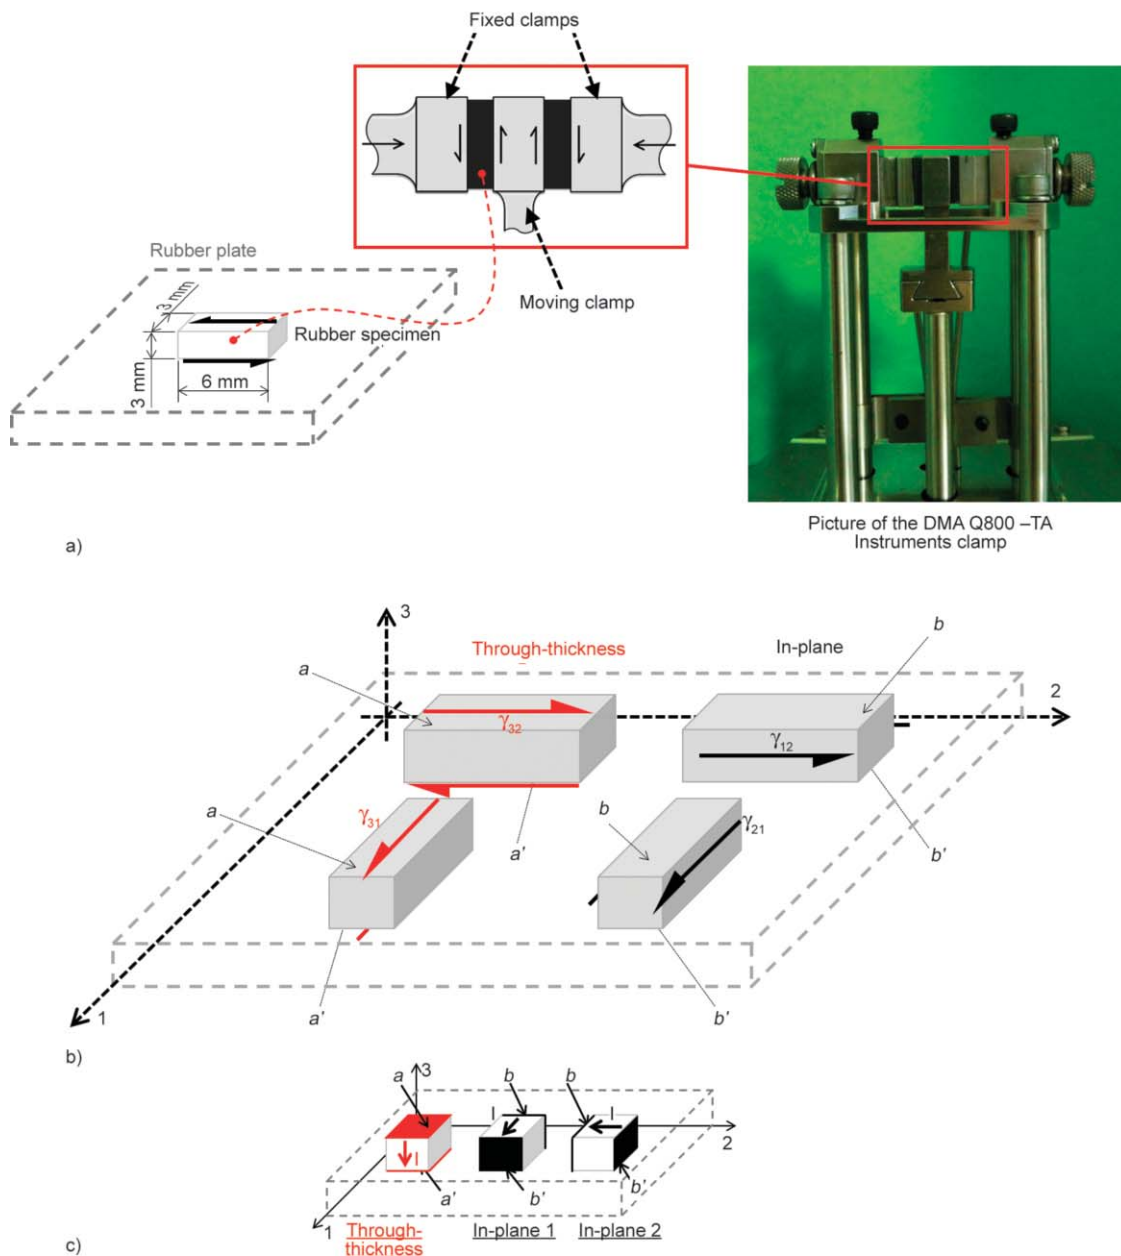 Fixed clamps
Moving clamp
Rubber plate
3 mm
Rubber specimen
6 mm
3 mm
Picture of the DMA Q800 –TA
Instruments clamp
a)
3
Through-thickness
In-plane
b
a
2
γ32
γ12
a
γ31
b
γ21
a'
b'
1
a'
b'
b)
3
a
b
b
I
I
2
I
a'
b'
b'
1
Through-
thickness
In-plane 1
In-plane 2
c)